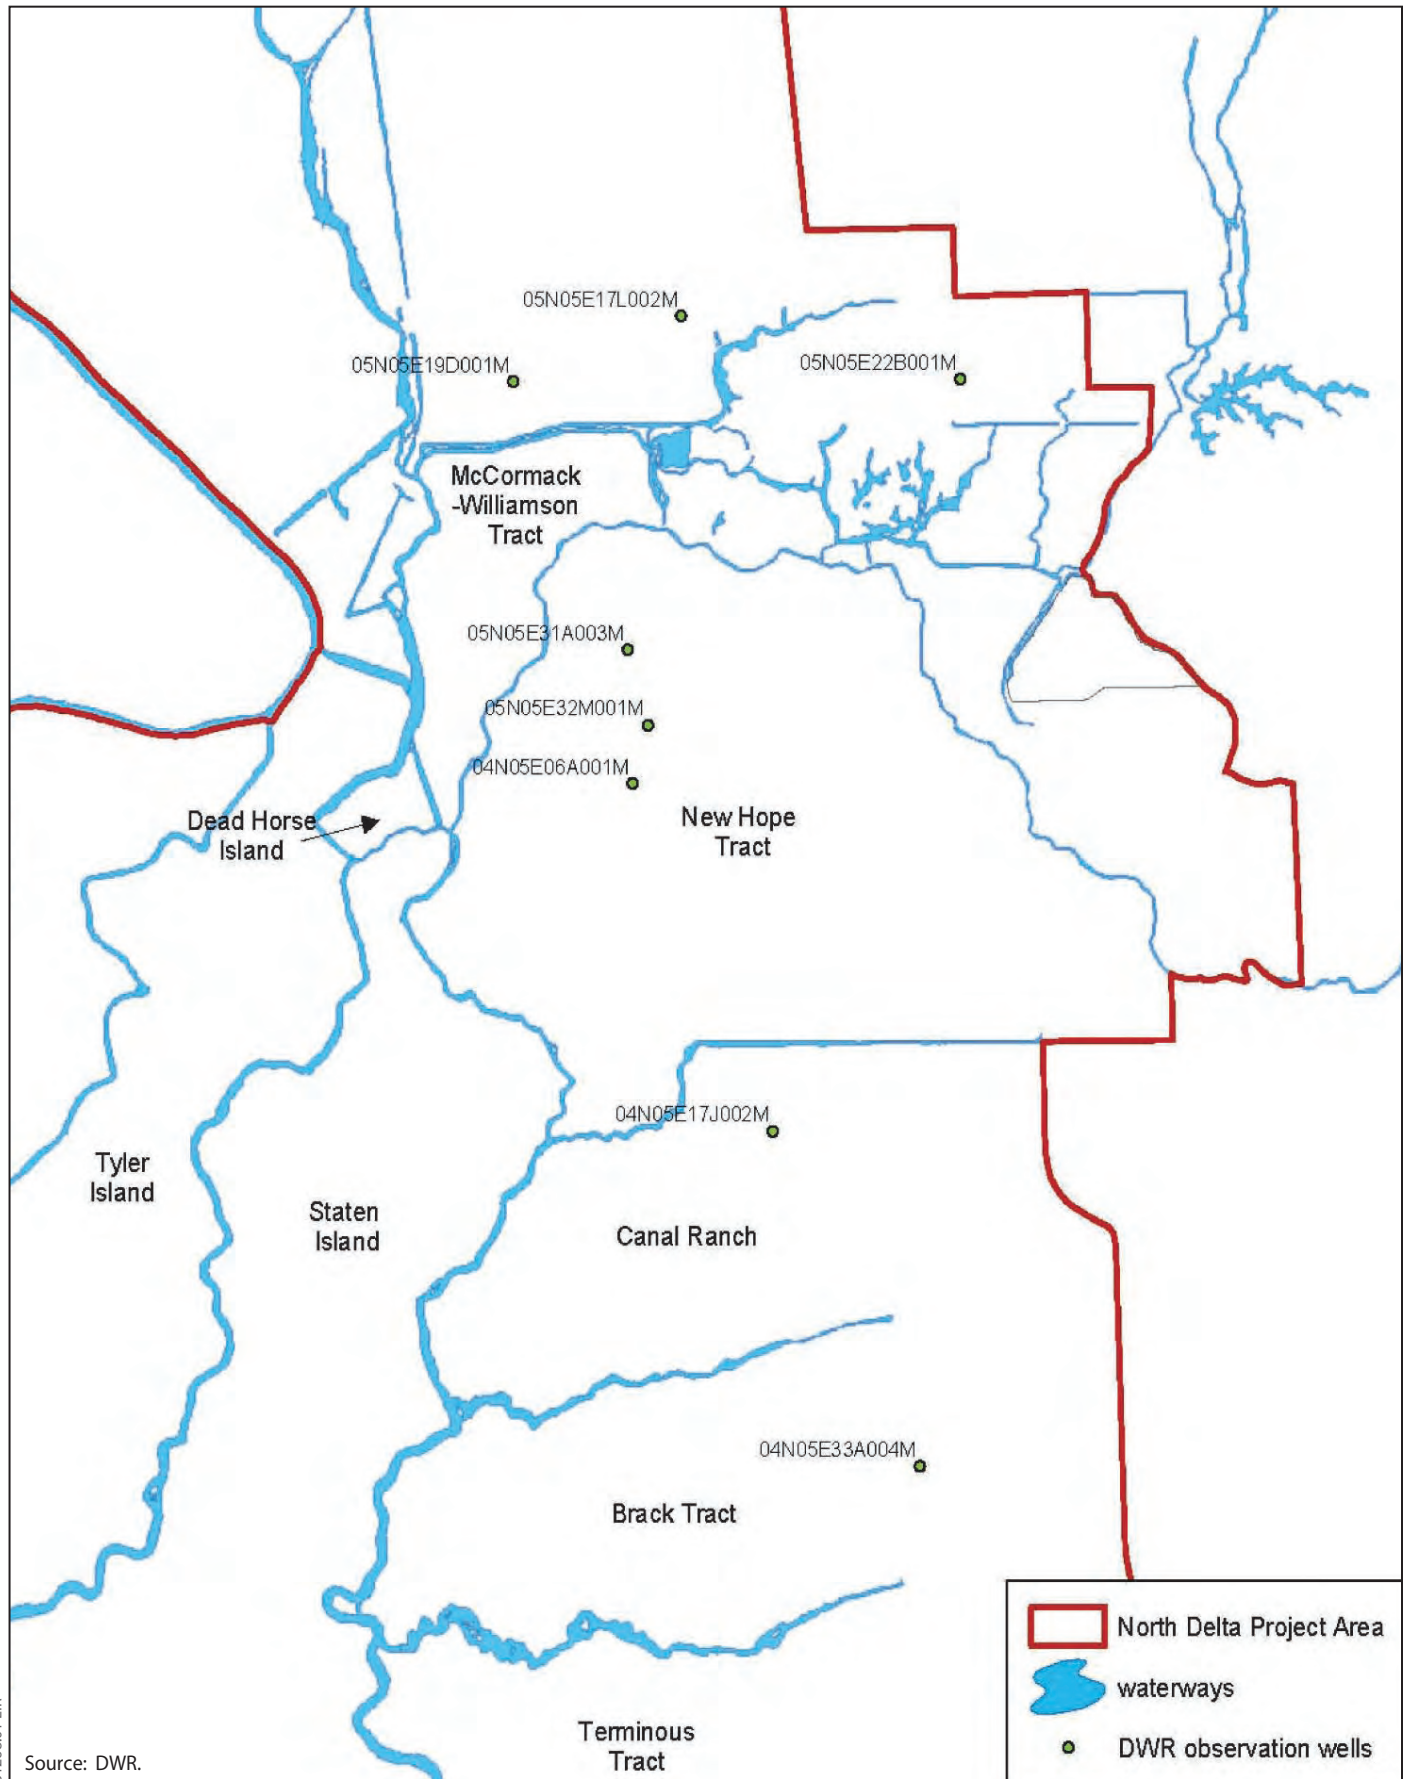 05N05E17L002M
05N05E19D001M
05N05E22B001M
McCormack
-Williamson
Tract
05N05E31A003M
05N05E32M001M
04N05E06A001M
Dead Horse
Island
New Hope
Tract
04N05E17J002M
Tyler
Island
Staten
Island
Canal Ranch
04N05E33A004M
Brack Tract
Terminous
Tract
North Delta Project Area
waterways
DWR observation wells
Source: DWR.